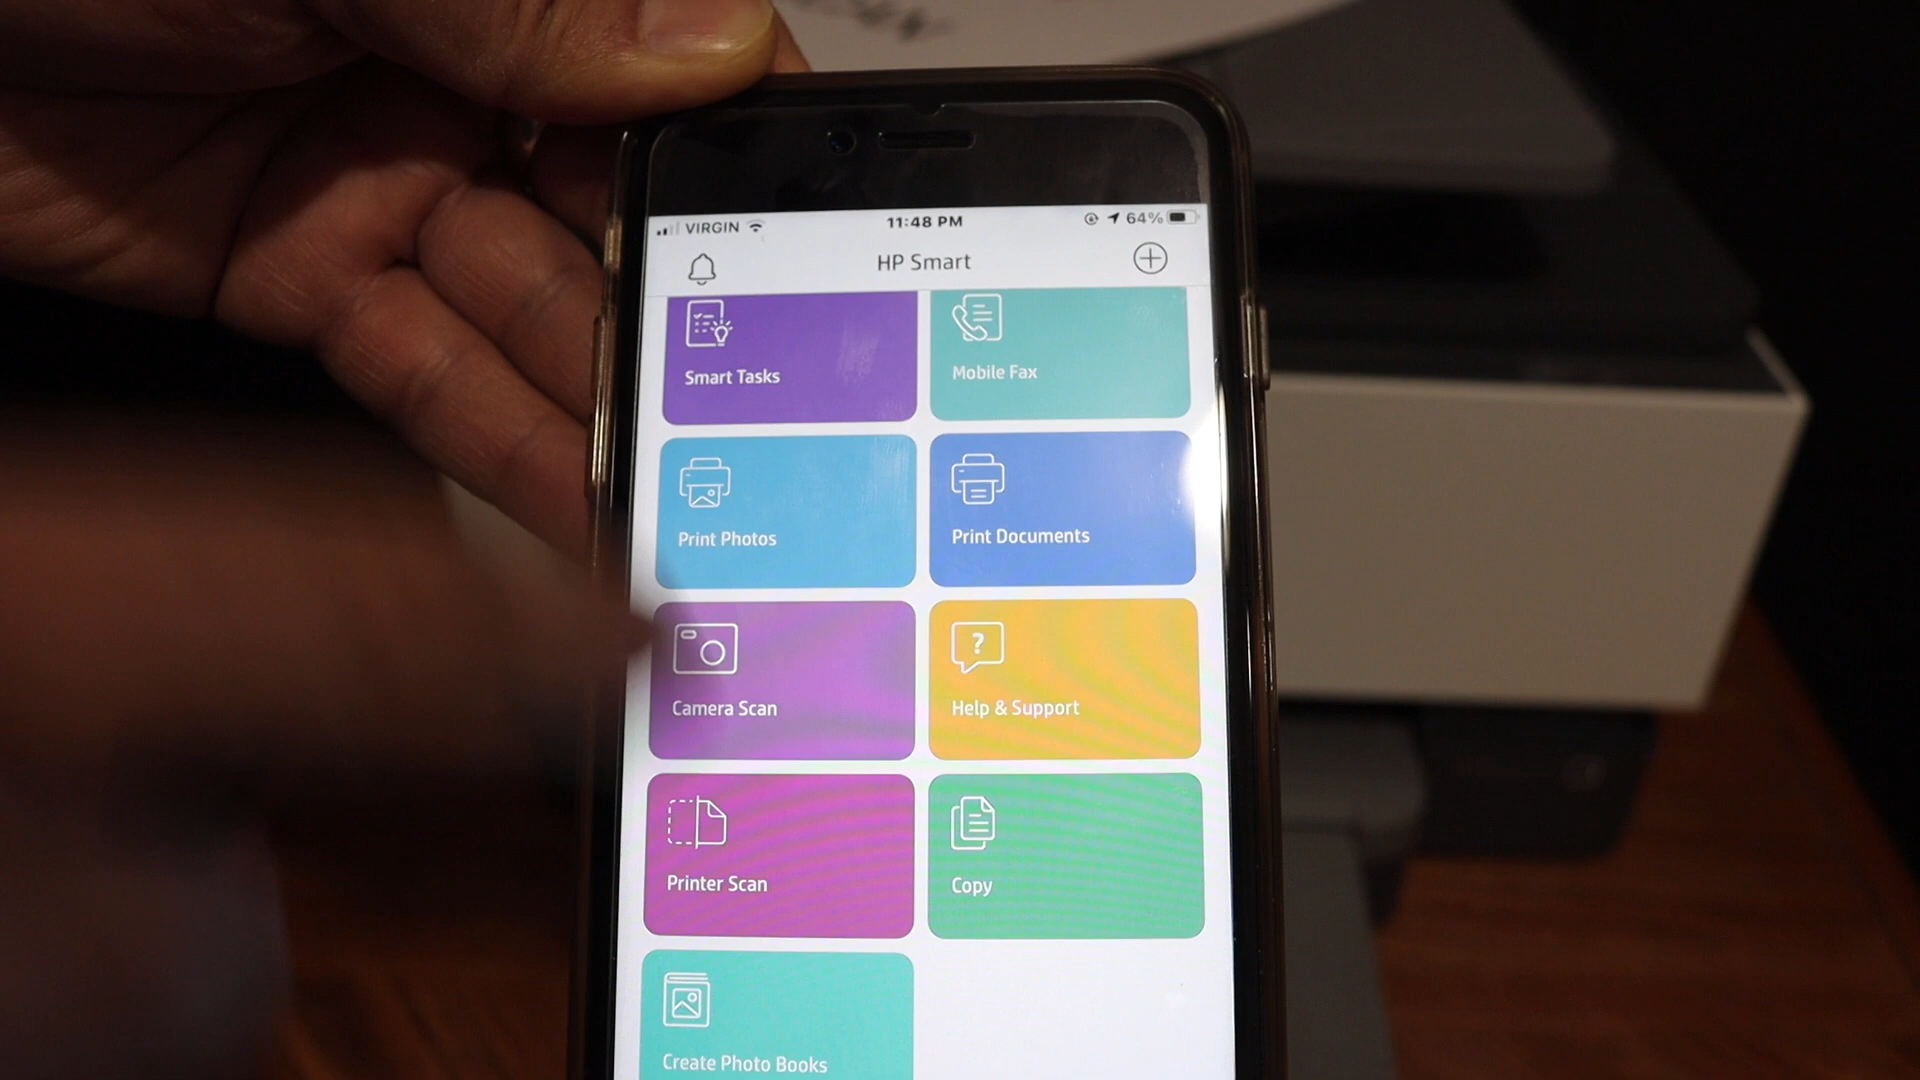 VIRGIN
11:48 PM
64%
HP Smart
Smart Tasks
Mobile Fax
Print Photos
Print Documents
Camera Scan
?
Help & Support
Printer Scan
Copy
Create Photo Books